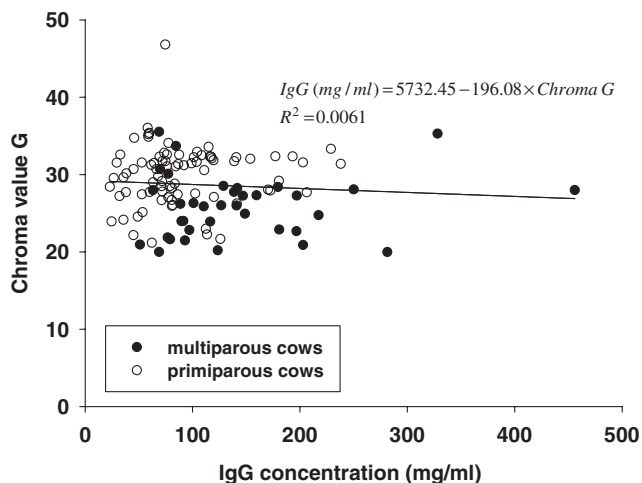 50
40
30
20
10
0
Chroma value G
IgG (mg / ml) = 5732.45 − 196.08 × Chroma G
R² = 0.0061
multiparous cows
primiparous cows
0 100 200 300 400 500
IgG concentration (mg/ml)